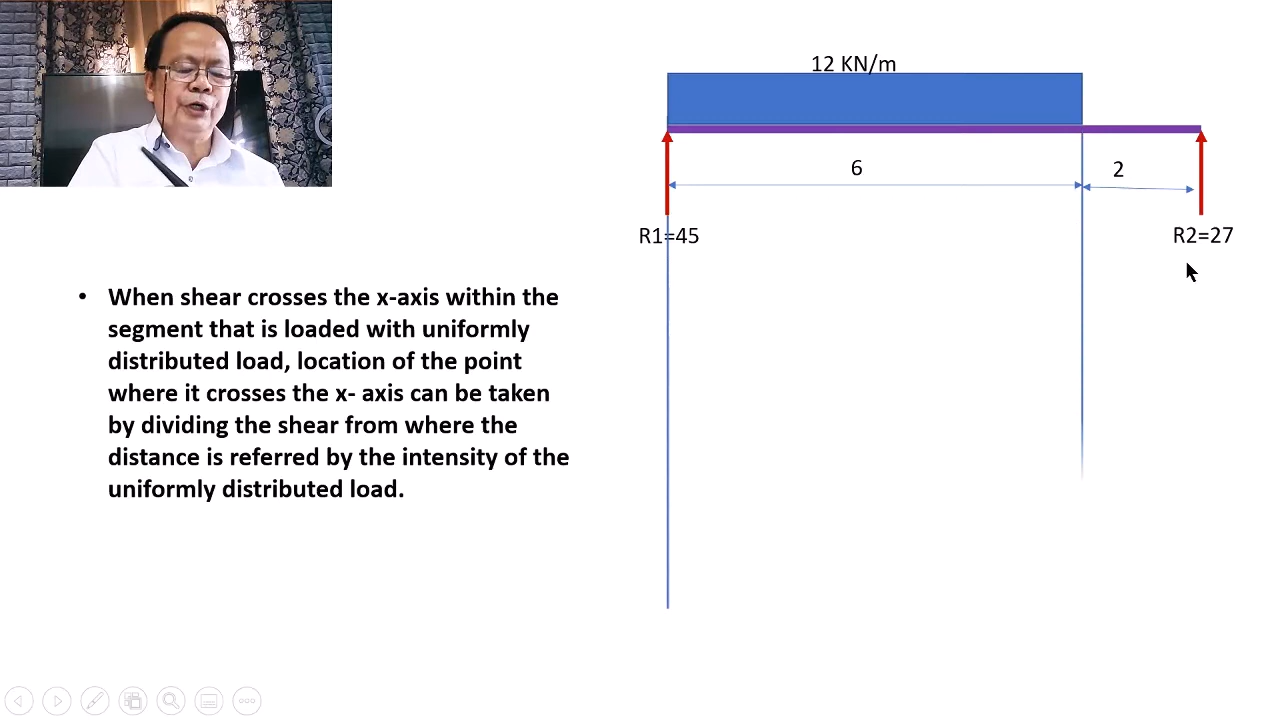 12 KN/m
6
2
R1=45
R2=27
• When shear crosses the x-axis within the
segment that is loaded with uniformly
distributed load, location of the point
where it crosses the x- axis can be taken
by dividing the shear from where the
distance is referred by the intensity of the
uniformly distributed load.